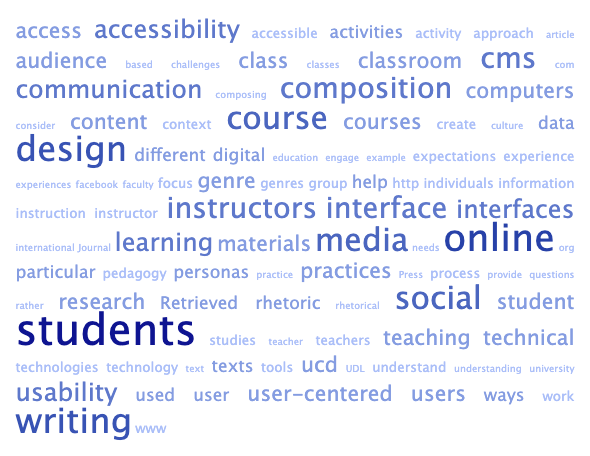 access accessibility accessible activities activity approach article
audience based challenges class classes classroom cms com
communication composing composition computers
consider content context course courses create culture data
design different digital education engage example expectations experience
experiences facebook faculty focus genre genres group help http individuals information
instruction instructor instructors interface interfaces
international Journal learning materials media needs online org
particular pedagogy personas practice practices Press process provide questions
rather research Retrieved rhetoric rhetorical social student
students studies teacher teachers teaching technical
technologies technology text texts tools ucd UDL understand understanding university
usability used user user-centered users ways work
writing www